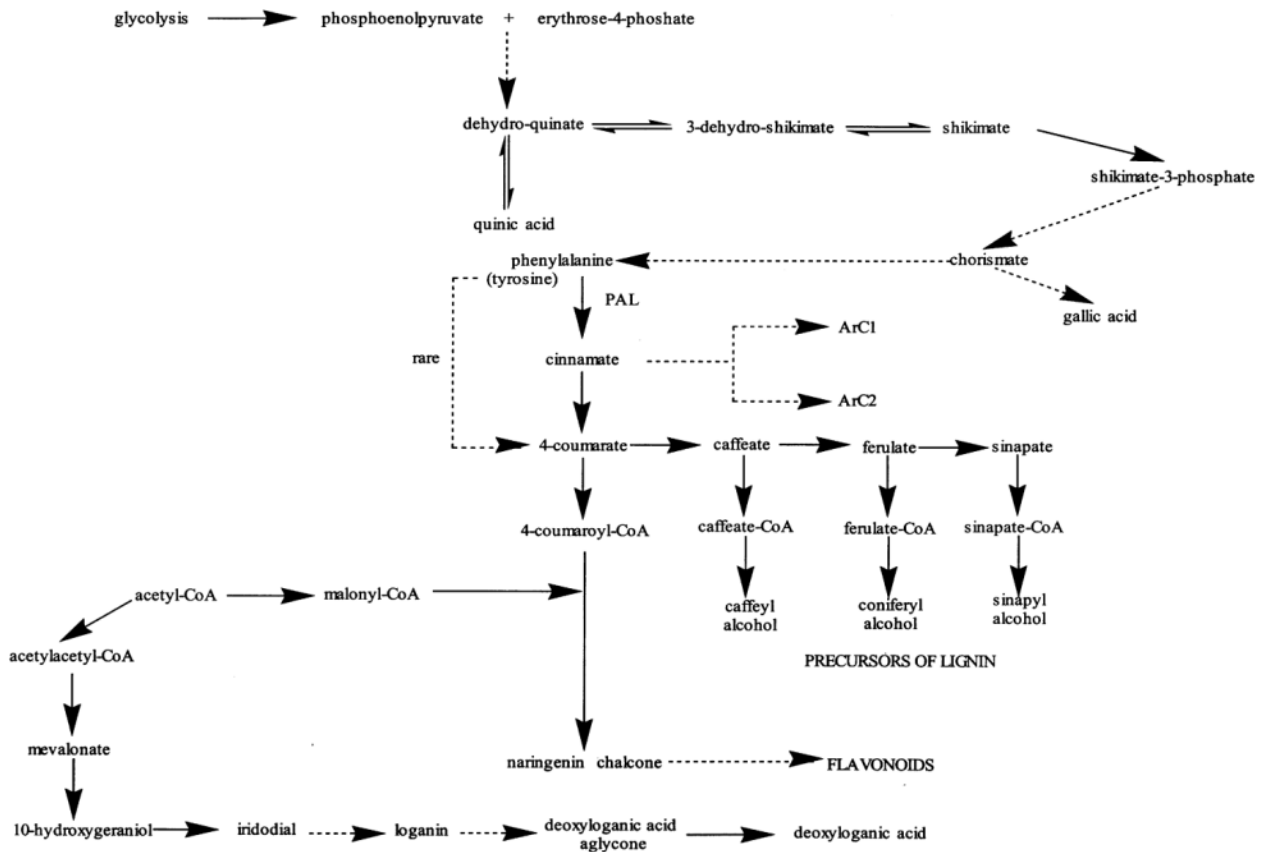 glycolysis phosphoenolpyruvate + erythrose-4-phoshate
dehydro-quinate 3-dehydro-shikimate shikimate
shikimate-3-phosphate
quinic acid
phenylalanine chorismate
(tyrosine)
PAL
gallic acid
ArC1
rare cinnamate
ArC2
4-coumarate caffeate ferulate sinapate
4-coumaroyl-CoA caffeate-CoA ferulate-CoA sinapate-CoA
acetyl-CoA malonyl-CoA
caffeyl coniferyl sinapyl
alcohol alcohol alcohol
acetylacetyl-CoA
PRECURSORS OF LIGNIN
mevalonate
naringenin chalcone FLAVONOIDS
10-hydroxygeraniol iridodial loganin deoxyloganic acid deoxyloganic acid
aglycone